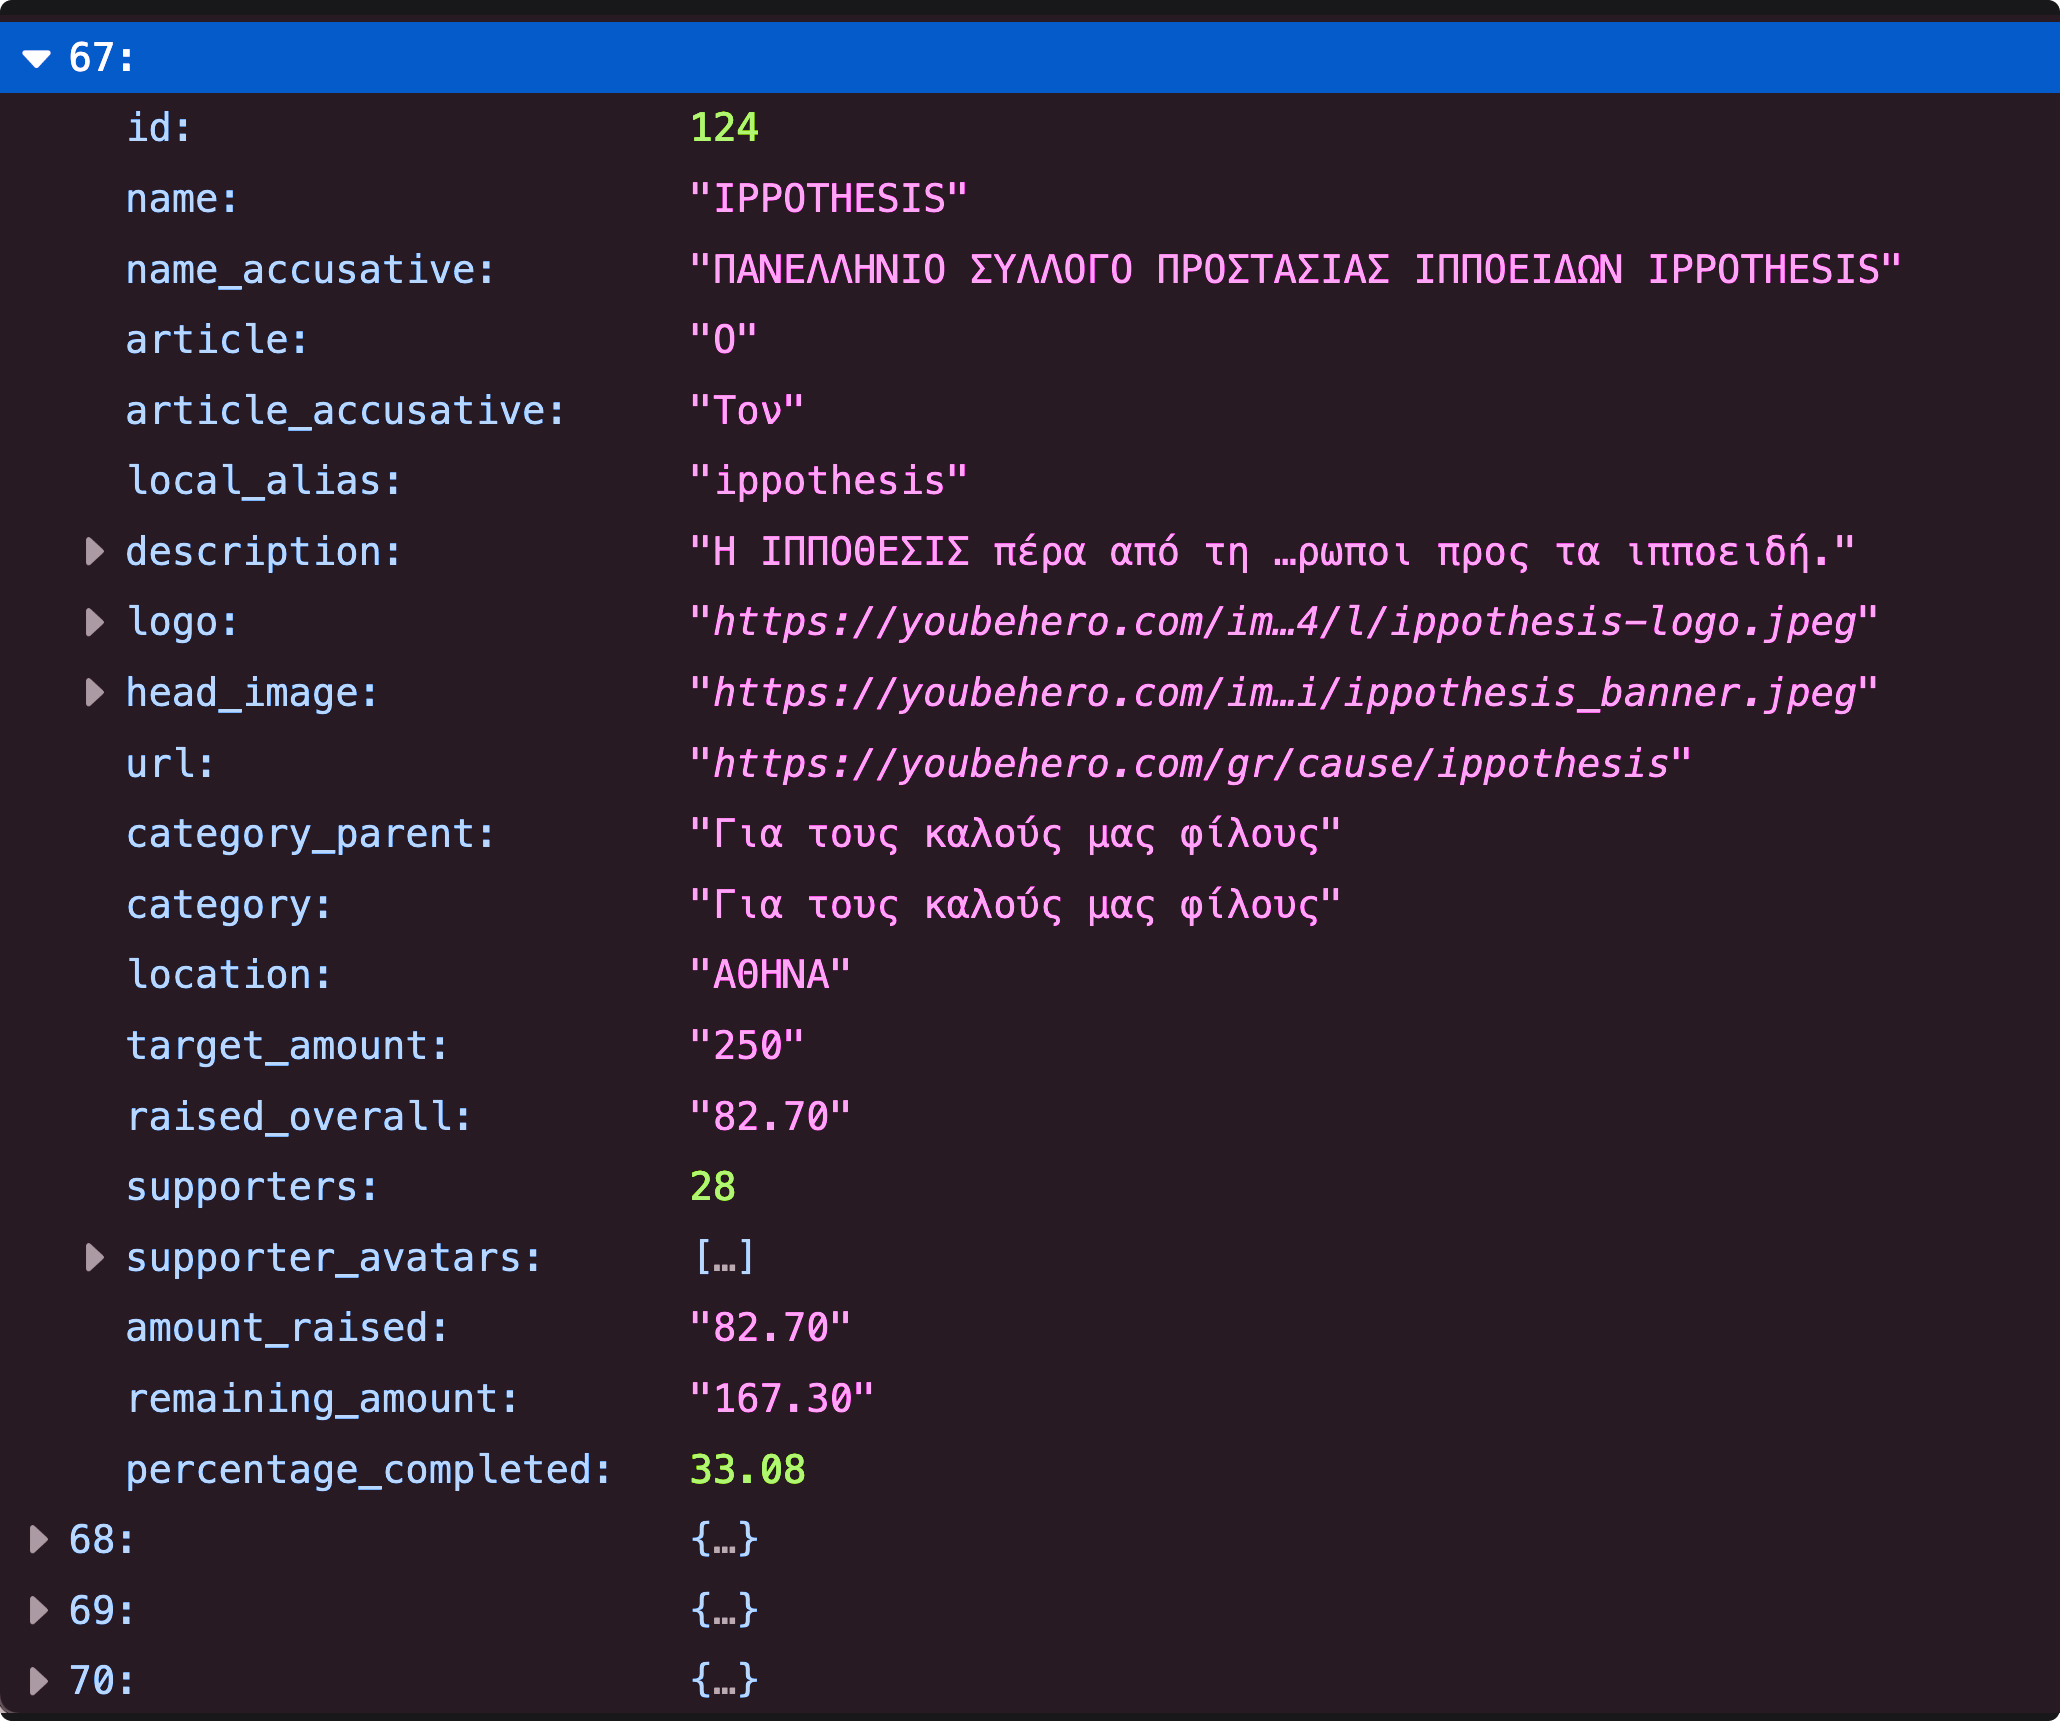 67:
id: 124
name: "IPPOTHESIS"
name_accusative: "ΠΑΝΕΛΛΗΝΙΟ ΣΥΛΛΟΓΟ ΠΡΟΣΤΑΣΙΑΣ ΙΠΠΟΕΙΔΩΝ IPPOTHESIS"
article: "Ο"
article_accusative: "Τον"
local_alias: "ippothesis"
description: "Η ΙΠΠΟΘΕΣΙΣ πέρα από τη …ρωποι προς τα ιπποειδή."
logo: "https://youbehero.com/im…4/l/ippothesis-logo.jpeg"
head_image: "https://youbehero.com/im…i/ippothesis_banner.jpeg"
url: "https://youbehero.com/gr/cause/ippothesis"
category_parent: "Για τους καλούς μας φίλους"
category: "Για τους καλούς μας φίλους"
location: "ΑΘΗΝΑ"
target_amount: "250"
raised_overall: "82.70"
supporters: 28
supporter_avatars: […]
amount_raised: "82.70"
remaining_amount: "167.30"
percentage_completed: 33.08
68: {…}
69: {…}
70: {…}